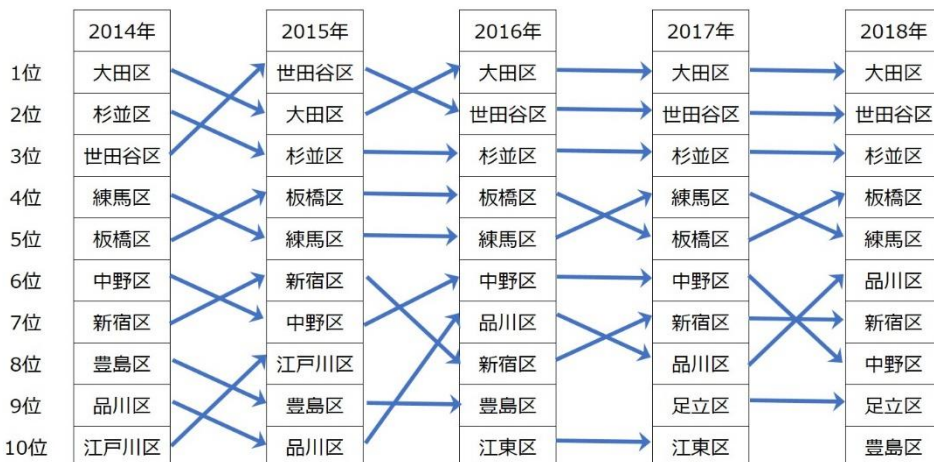 2014年 2015年 2016年 2017年 2018年
1位 大田区 世田谷区 大田区 大田区 大田区
2位 杉並区 大田区 世田谷区 世田谷区 世田谷区
3位 世田谷区 杉並区 杉並区 杉並区 杉並区
4位 練馬区 板橋区 板橋区 練馬区 板橋区
5位 板橋区 練馬区 練馬区 板橋区 練馬区
6位 中野区 新宿区 中野区 中野区 品川区
7位 新宿区 中野区 品川区 新宿区 新宿区
8位 豊島区 江戸川区 新宿区 品川区 中野区
9位 品川区 豊島区 豊島区 足立区 足立区
10位 江戸川区 品川区 江東区 江東区 豊島区